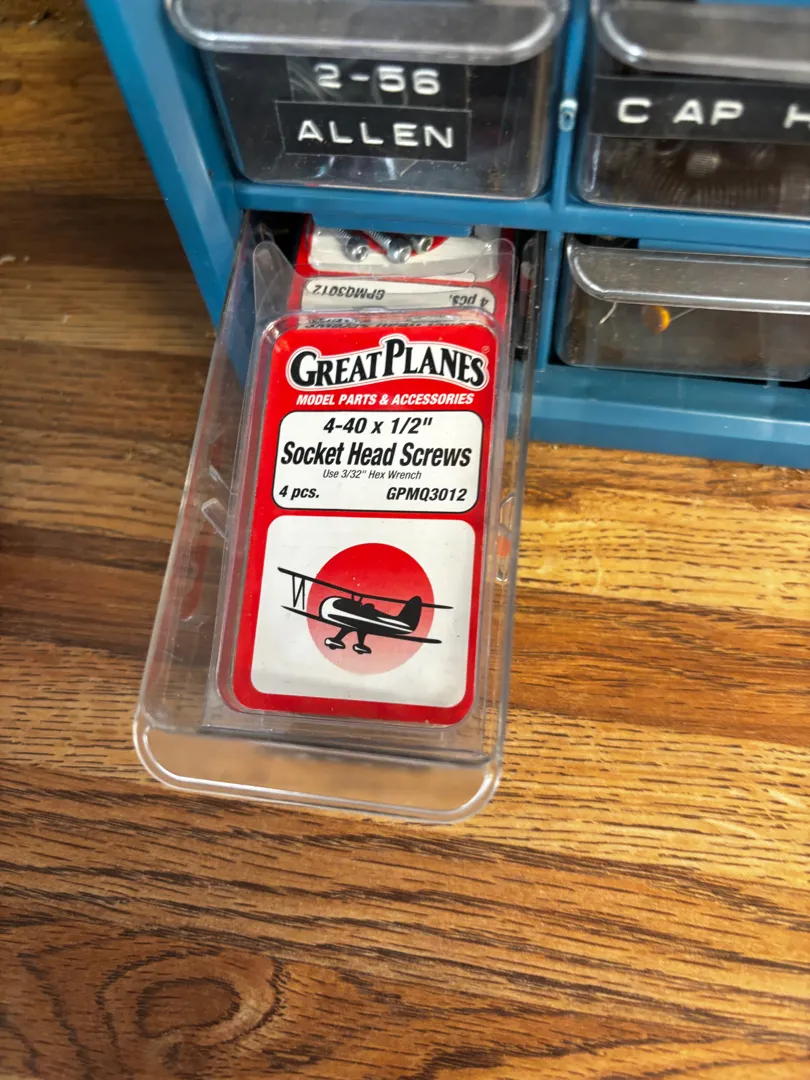 2-56
ALLEN
CAP H
GPMQ3012
4 pcs.
GREAT PLANES
MODEL PARTS & ACCESSORIES
4-40 x 1/2"
Socket Head Screws
Use 3/32" Hex Wrench
4 pcs. GPMQ3012